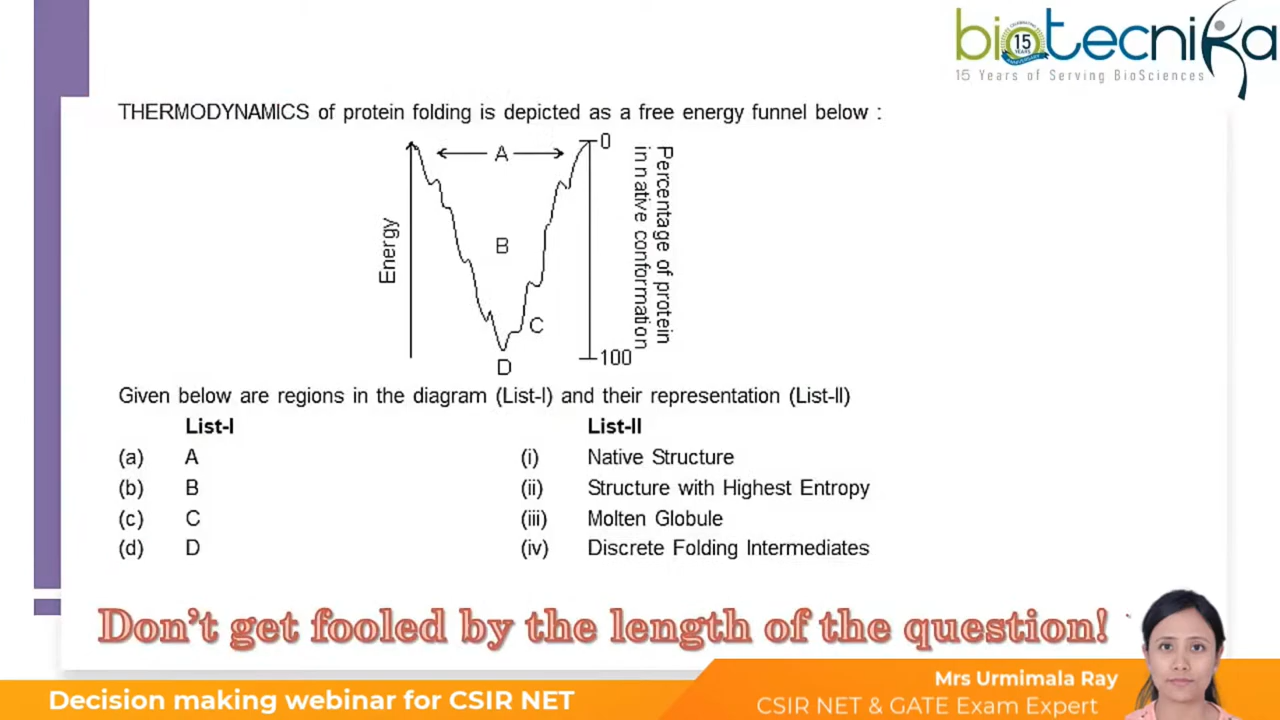 biotecnika
CELEBRATING
15
YEARS
ANNIVERSARY
15 Years of Serving BioSciences
THERMODYNAMICS of protein folding is depicted as a free energy funnel below :
A
0
Energy
B
Percentage of protein
in native conformation
C
100
D
Given below are regions in the diagram (List-I) and their representation (List-II)
List-I List-II
(a) A (i) Native Structure
(b) B (ii) Structure with Highest Entropy
(c) C (iii) Molten Globule
(d) D (iv) Discrete Folding Intermediates
Don't get fooled by the length of the question!
Mrs Urmimala Ray
Decision making webinar for CSIR NET
CSIR NET & GATE Exam Expert